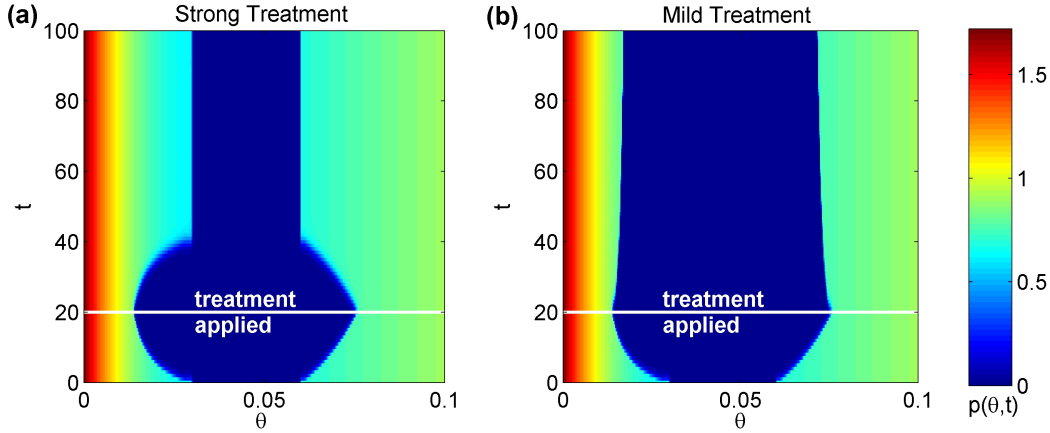 (a) Strong Treatment
100
80
60
40
20
0
t
treatment
applied
0 0.05 0.1
θ
(b) Mild Treatment
100
80
60
40
20
0
t
treatment
applied
0 0.05 0.1
θ
1.5
1
0.5
0
p(θ,t)